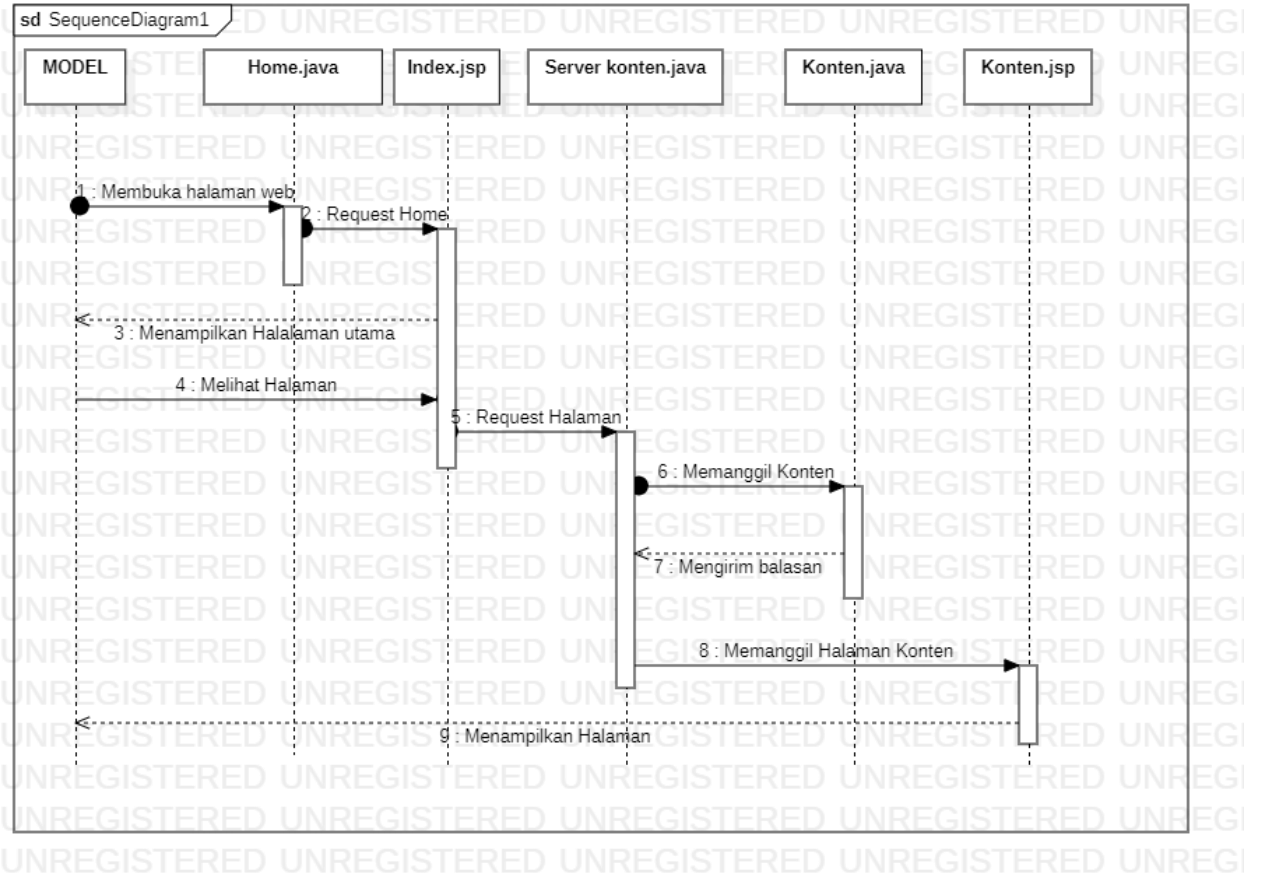 sd SequenceDiagram1
MODEL
Home.java
Index.jsp
Server konten.java
Konten.java
Konten.jsp
1 : Membuka halaman web
2 : Request Home
3 : Menampilkan Halalaman utama
4 : Melihat Halaman
5 : Request Halaman
6 : Memanggil Konten
7 : Mengirim balasan
8 : Memanggil Halaman Konten
9 : Menampilkan Halaman
UNREGISTERED UNREGISTERED UNREGISTERED UNREGISTERED UNREGI